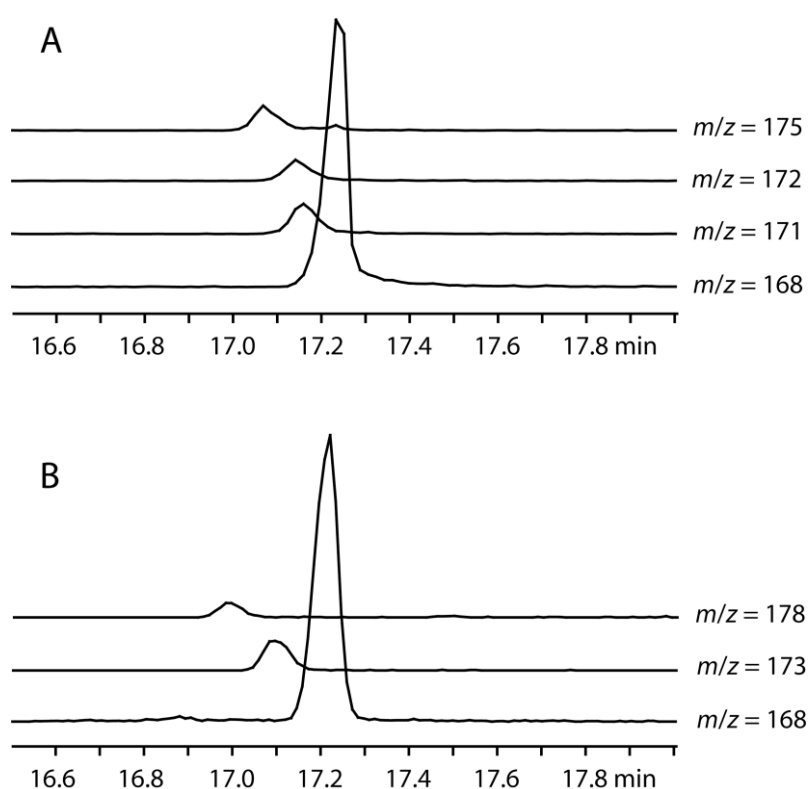 A
m/z = 175
m/z = 172
m/z = 171
m/z = 168
16.6 16.8 17.0 17.2 17.4 17.6 17.8 min
B
m/z = 178
m/z = 173
m/z = 168
16.6 16.8 17.0 17.2 17.4 17.6 17.8 min